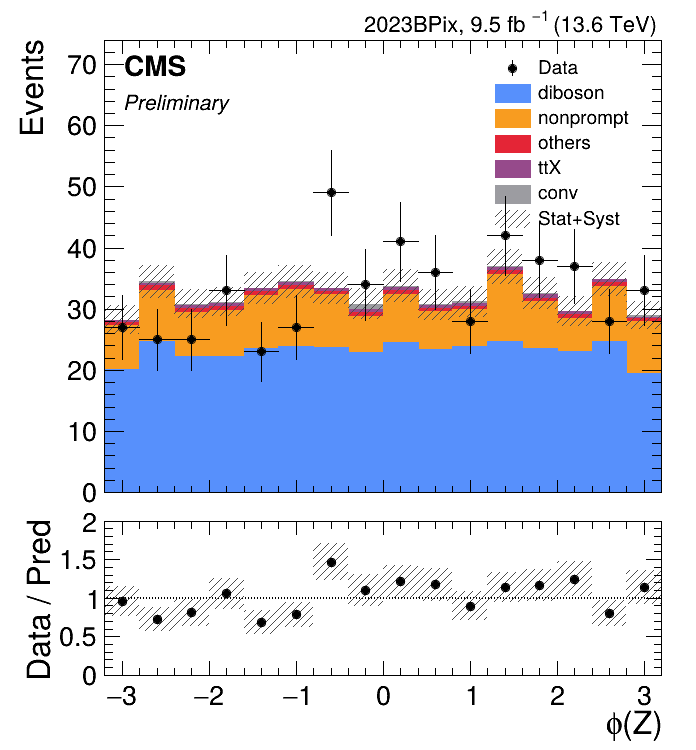 2023BPix, 9.5 fb ⁻¹ (13.6 TeV)
CMS
Preliminary
Events
70
60
50
40
30
20
10
0
Data
diboson
nonprompt
others
ttX
conv
Stat+Syst
Data / Pred
2
1.5
1
0.5
0
−3 −2 −1 0 1 2 3
ϕ(Z)